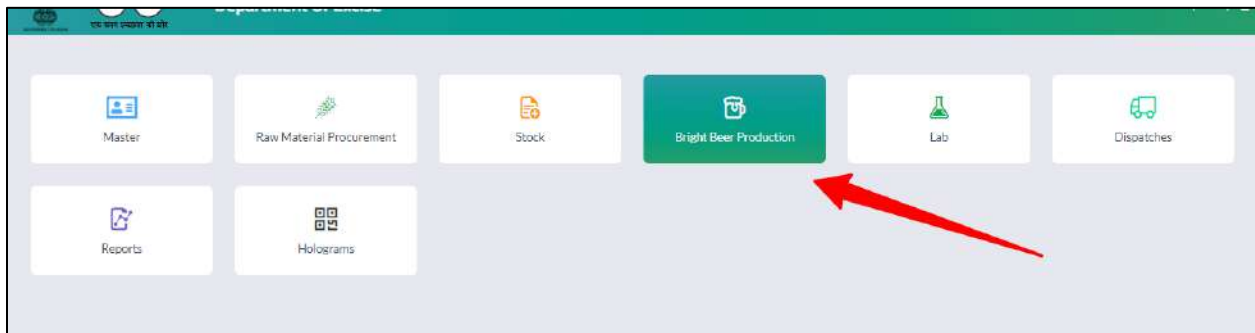 Department Of Excise
एक कदम स्वच्छता की ओर
Master
Raw Material Procurement
Stock
Bright Beer Production
Lab
Dispatches
Reports
Holograms